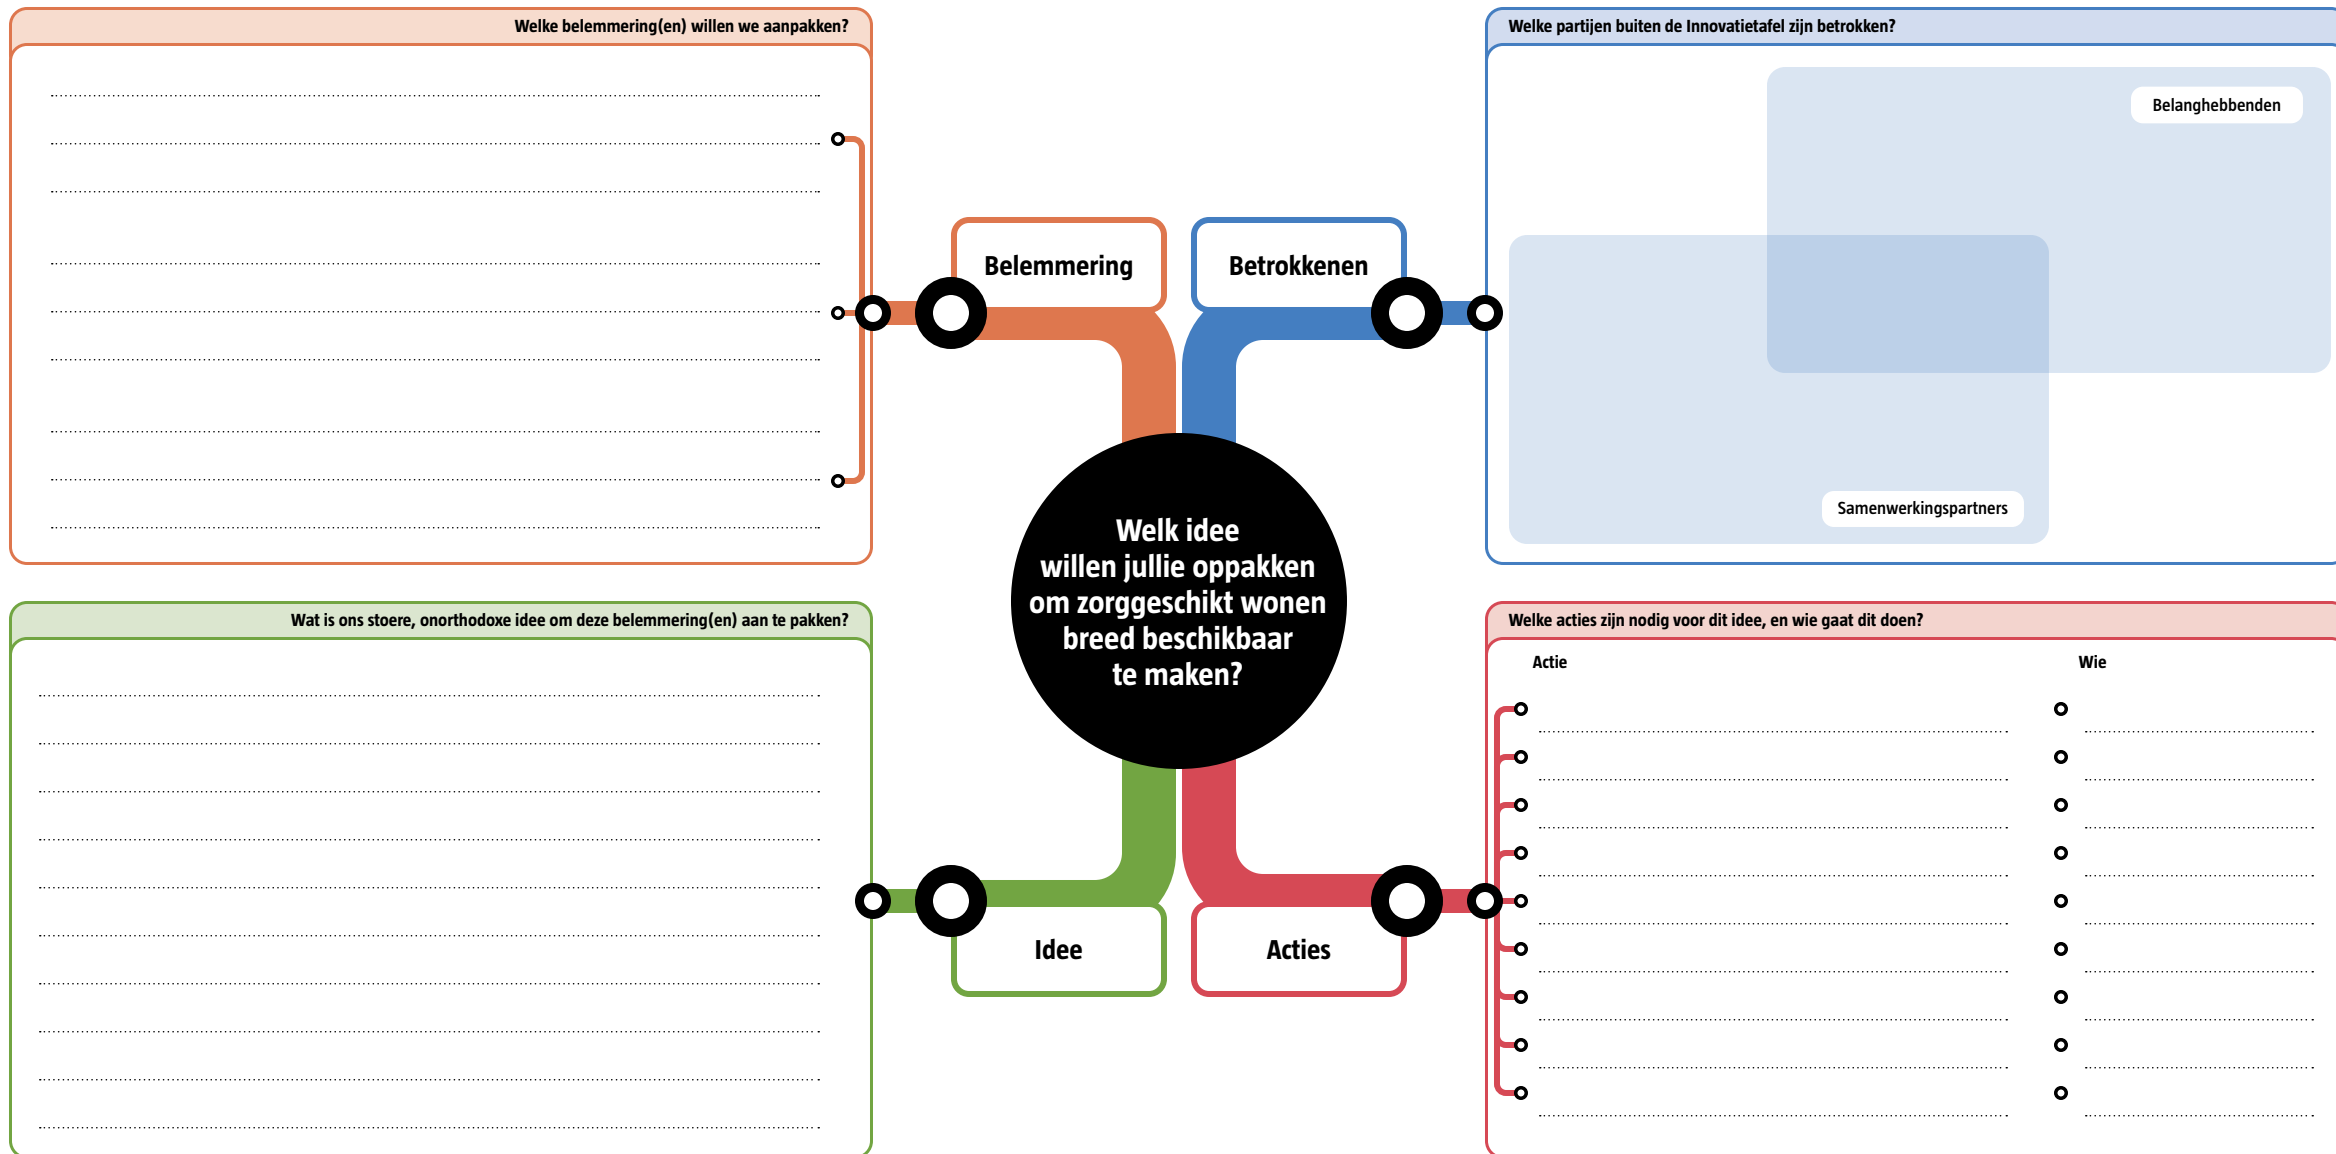 Welke belemmering(en) willen we aanpakken?
Welke partijen buiten de Innovatietafel zijn betrokken?
Belanghebbenden
Samenwerkingspartners
Belemmering
Betrokkenen
Welk idee
willen jullie oppakken
om zorggeschikt wonen
breed beschikbaar
te maken?
Wat is ons stoere, onorthodoxe idee om deze belemmering(en) aan te pakken?
Welke acties zijn nodig voor dit idee, en wie gaat dit doen?
Actie
Wie
Idee
Acties